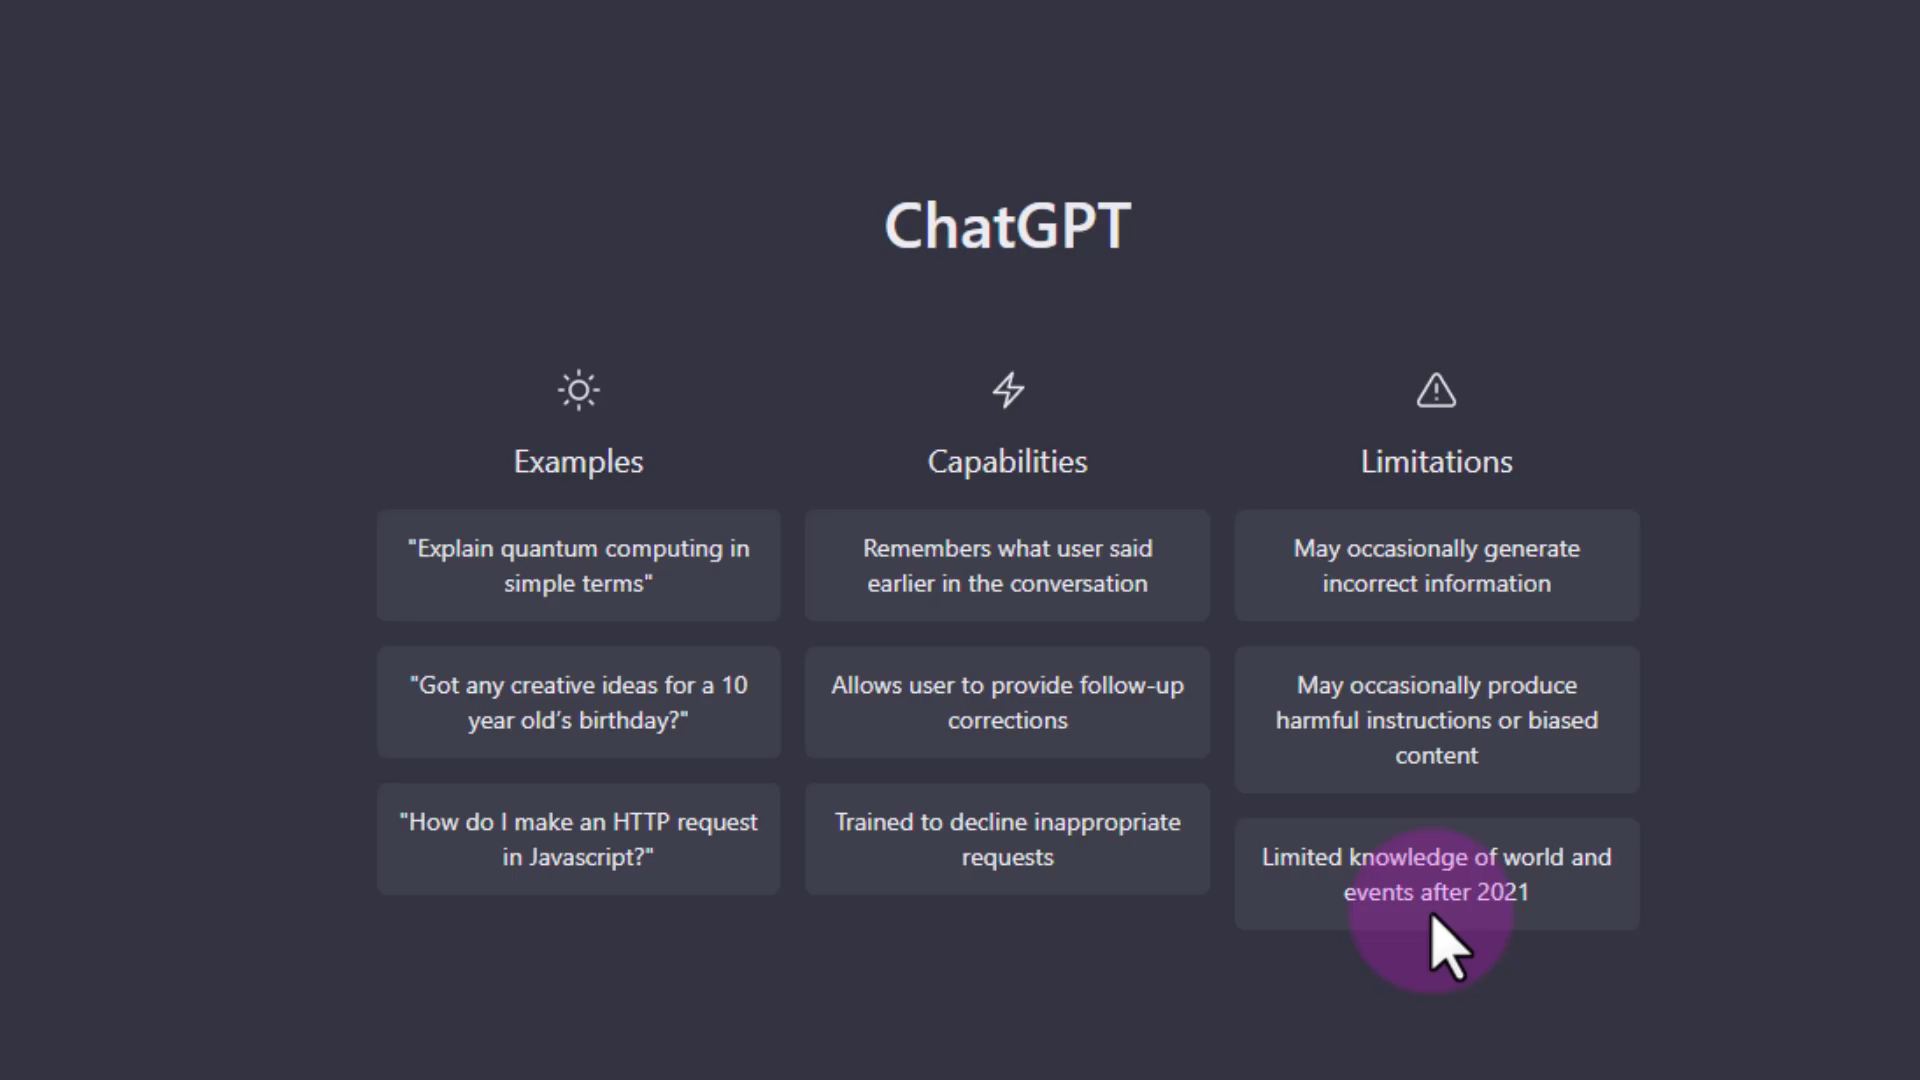 ChatGPT
Examples
"Explain quantum computing in
simple terms"
"Got any creative ideas for a 10
year old’s birthday?"
"How do I make an HTTP request
in Javascript?"
Capabilities
Remembers what user said
earlier in the conversation
Allows user to provide follow-up
corrections
Trained to decline inappropriate
requests
Limitations
May occasionally generate
incorrect information
May occasionally produce
harmful instructions or biased
content
Limited knowledge of world and
events after 2021